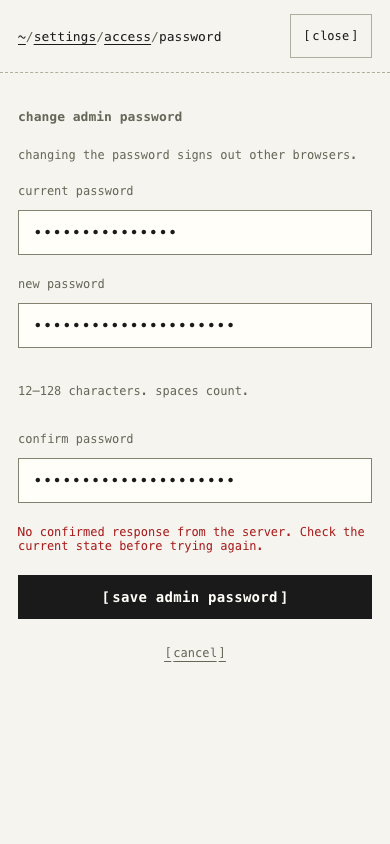 ~/settings/access/password
[close]
change admin password
changing the password signs out other browsers.
current password
•••••••••••••••
new password
•••••••••••••••••••••
12–128 characters. spaces count.
confirm password
•••••••••••••••••••••
No confirmed response from the server. Check the
current state before trying again.
[save admin password]
[cancel]